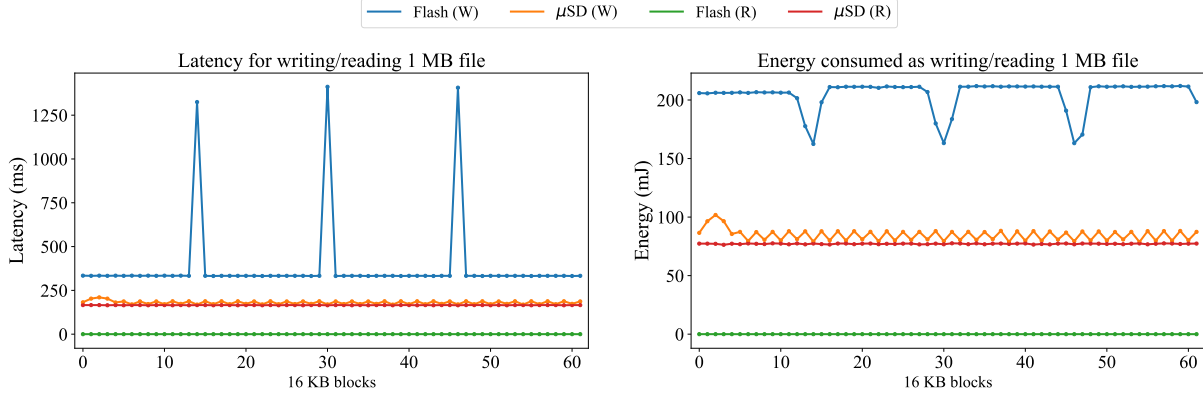 Flash (W) μSD (W) Flash (R) μSD (R)
Latency for writing/reading 1 MB file
Latency (ms)
1250
1000
750
500
250
0
0 10 20 30 40 50 60
16 KB blocks
Energy consumed as writing/reading 1 MB file
Energy (mJ)
200
150
100
50
0
0 10 20 30 40 50 60
16 KB blocks